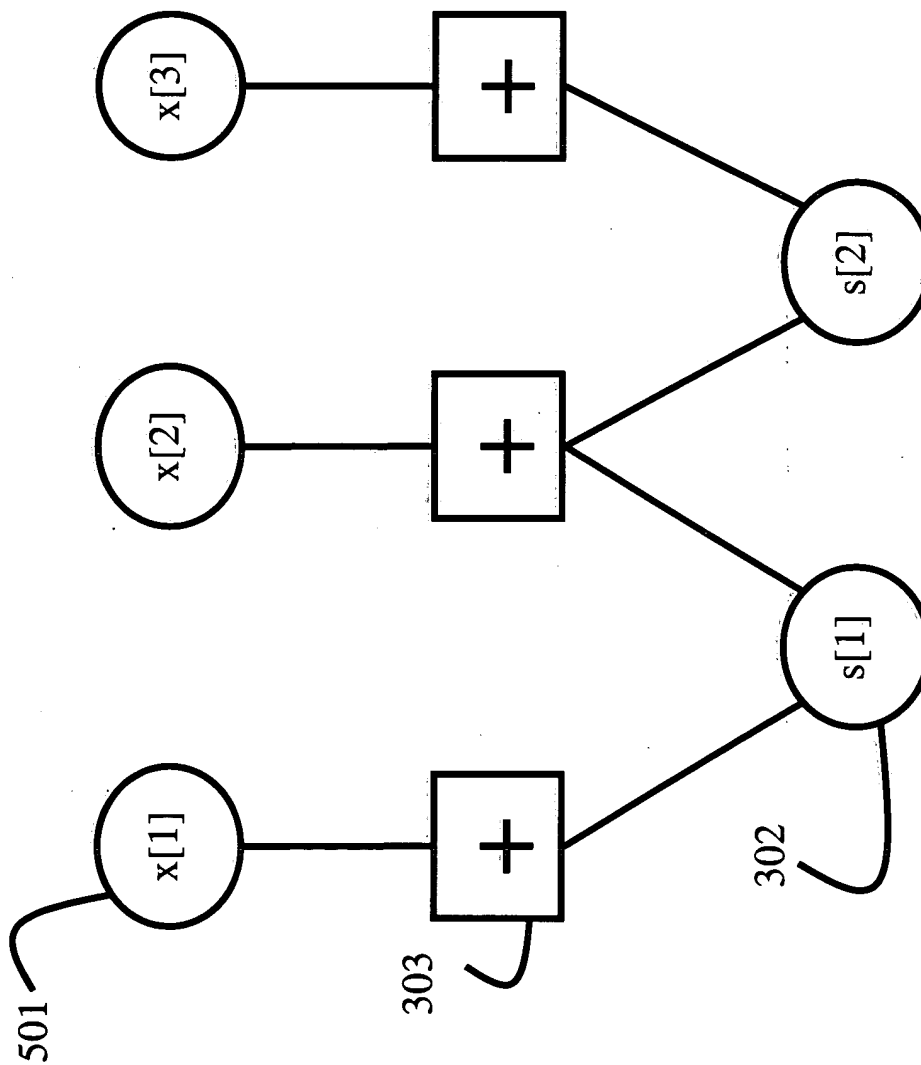 501
x[1]
x[2]
x[3]
303
+
+
+
302
s[1]
s[2]